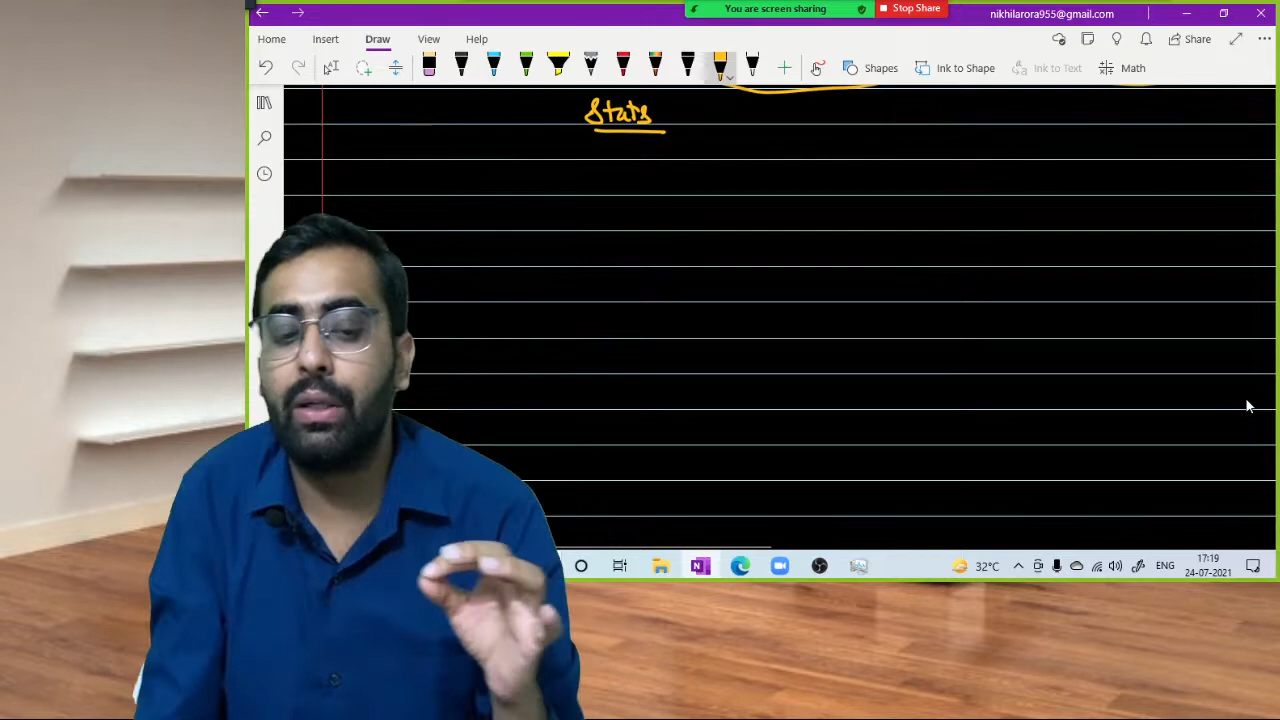 You are screen sharing
Stop Share
nikhilarora955@gmail.com
Home Insert Draw View Help
Share
Shapes
Ink to Shape
Ink to Text
Math
Stats
32°C
ENG
17:19
24-07-2021